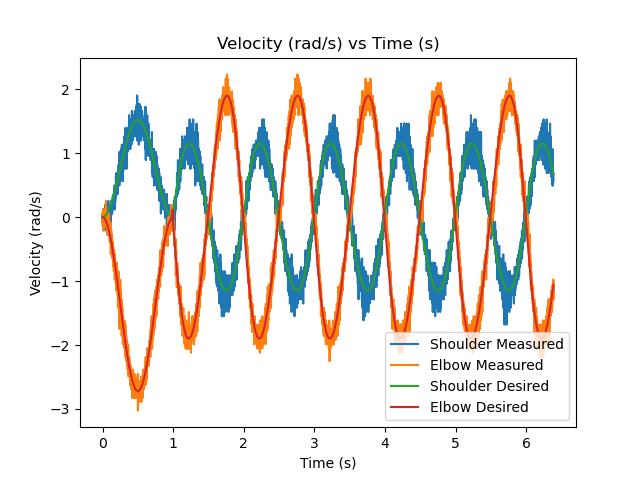 Velocity (rad/s) vs Time (s)
Velocity (rad/s)
2
1
0
−1
−2
−3
0 1 2 3 4 5 6
Time (s)
Shoulder Measured
Elbow Measured
Shoulder Desired
Elbow Desired